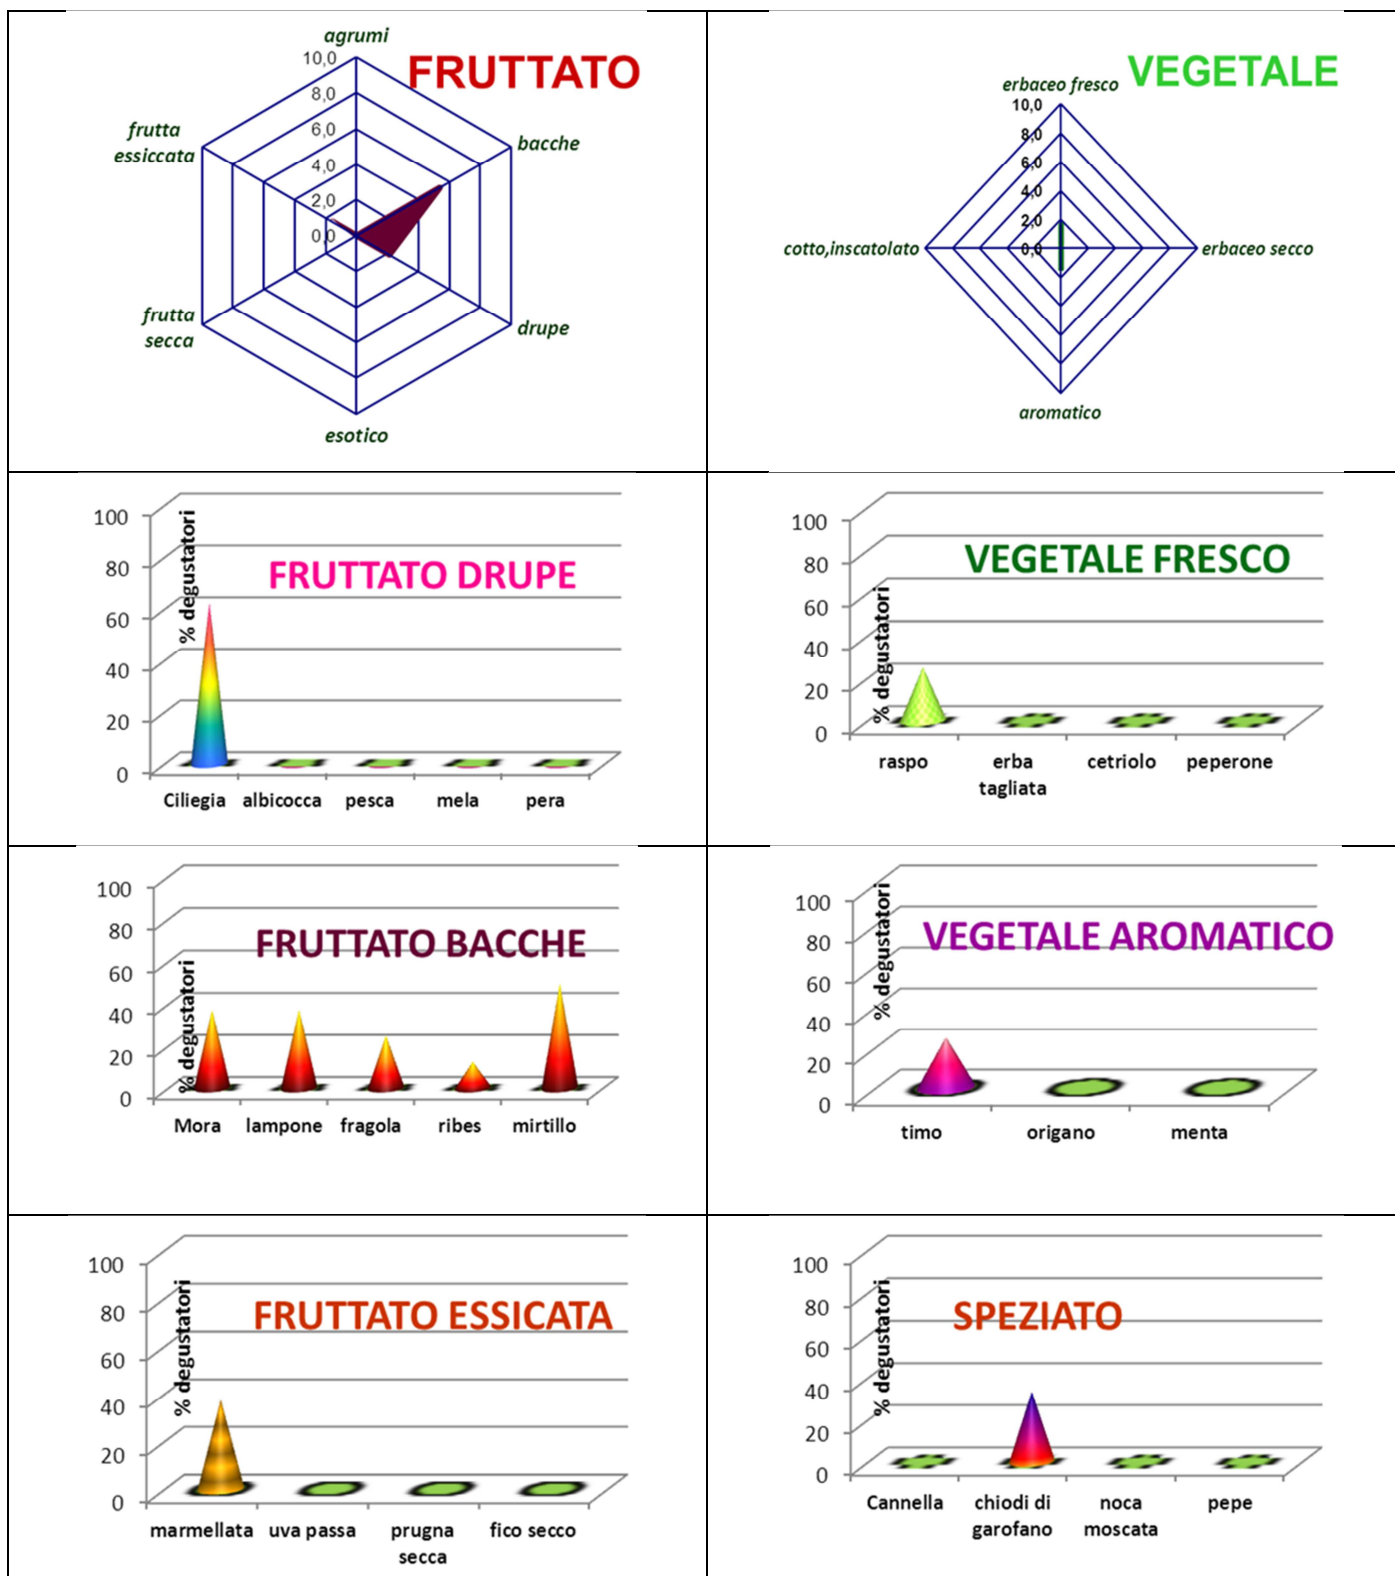 FRUTTATO
agrumi
10,0
8,0
6,0
4,0
2,0
0,0
bacche
drupe
esotico
frutta
secca
frutta
essiccata
VEGETALE
erbaceo fresco
10,0
8,0
6,0
4,0
2,0
0,0
erbaceo secco
aromatico
cotto,inscatolato
FRUTTATO DRUPE
% degustatori
100
80
60
40
20
0
Ciliegia albicocca pesca mela pera
VEGETALE FRESCO
% degustatori
100
80
60
40
20
0
raspo erba cetriolo peperone
tagliata
FRUTTATO BACCHE
% degustatori
100
80
60
40
20
0
Mora lampone fragola ribes mirtillo
VEGETALE AROMATICO
% degustatori
100
80
60
40
20
0
timo origano menta
FRUTTATO ESSICATA
% degustatori
100
80
60
40
20
0
marmellata uva passa prugna fico secco
secca
SPEZIATO
% degustatori
100
80
60
40
20
0
Cannella chiodi di noca pepe
garofano moscata